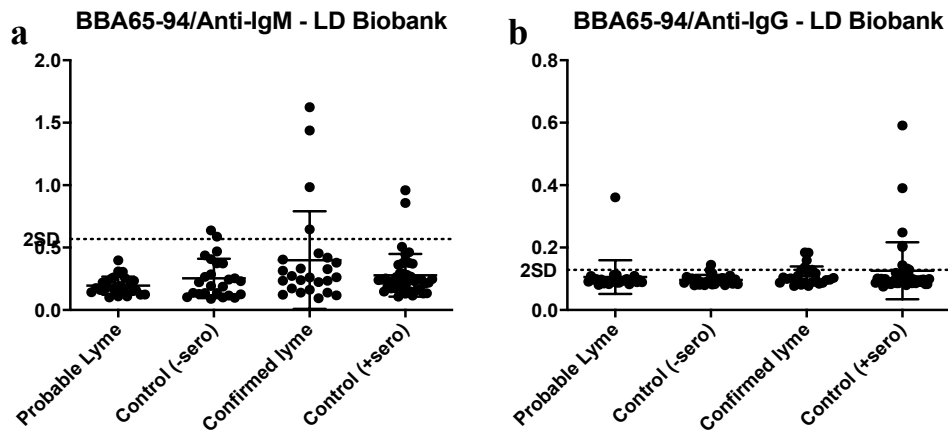 a
BBA65-94/Anti-IgM - LD Biobank
2.0
1.5
1.0
2SD
0.5
0.0
Probable Lyme
Control (-sero)
Confirmed lyme
Control (+sero)
b
BBA65-94/Anti-IgG - LD Biobank
0.8
0.6
0.4
0.2
2SD
0.0
Probable Lyme
Control (-sero)
Confirmed lyme
Control (+sero)